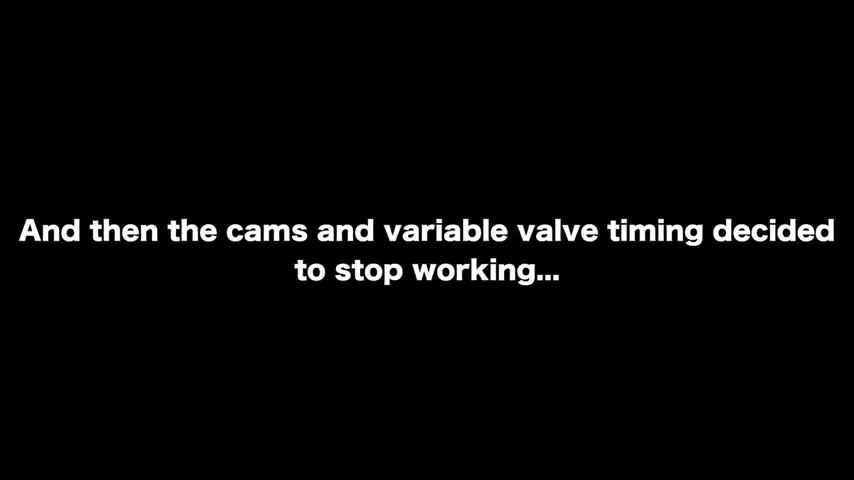 And then the cams and variable valve timing decided
to stop working...